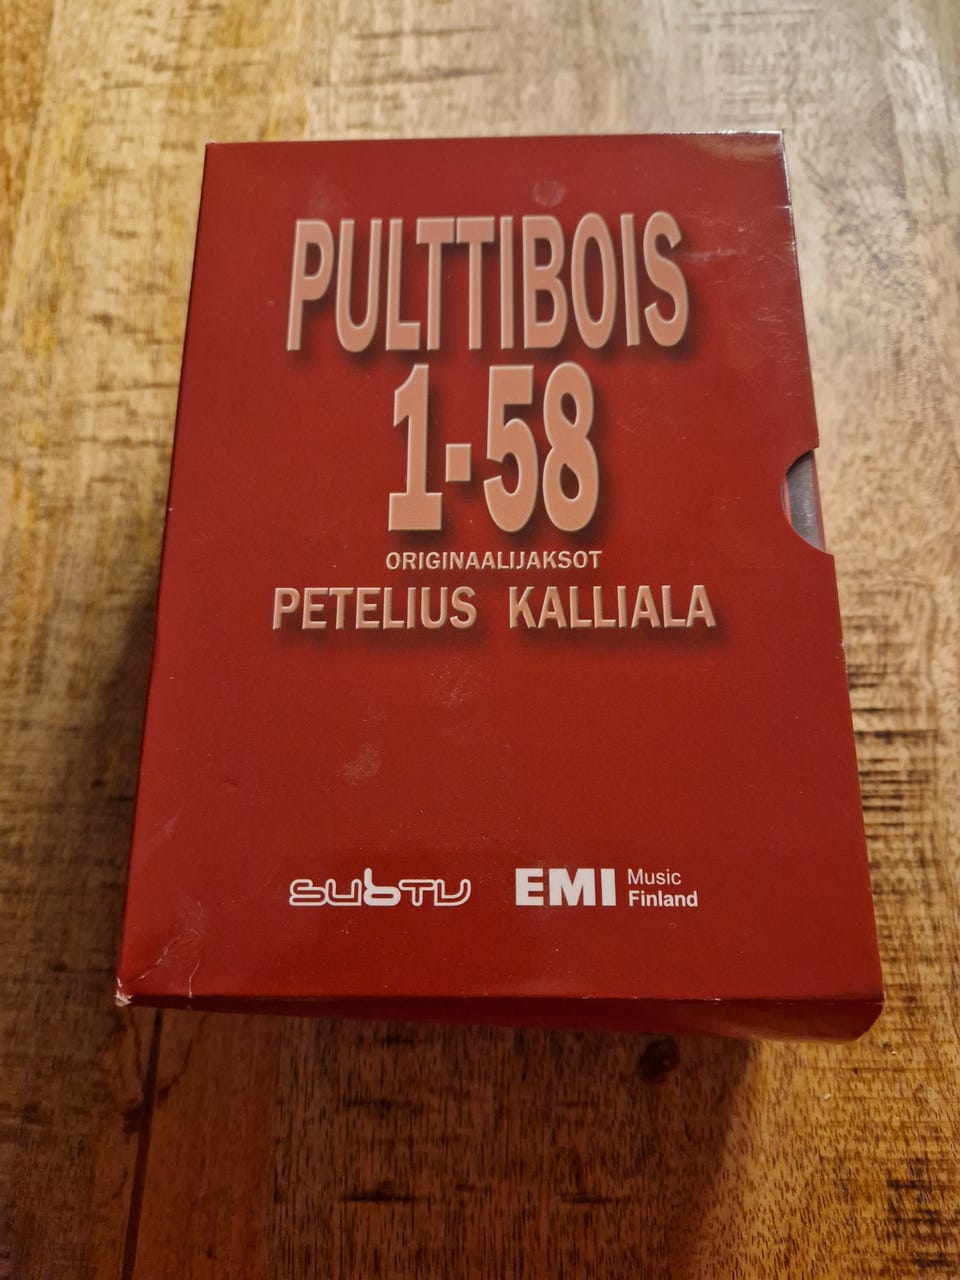 PULTTIBOIS
1-58
ORIGINAALIJAKSOT
PETELIUS KALLIALA
SUBTV EMI Music
Finland